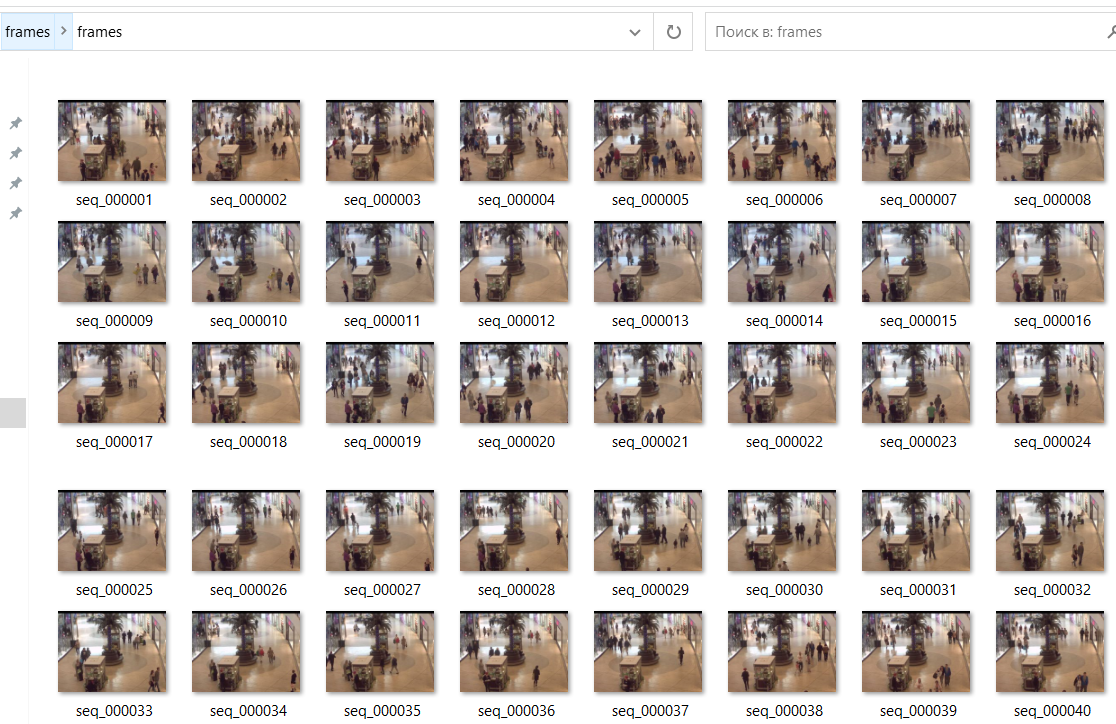 frames > frames Поиск в: frames
seq_000001 seq_000002 seq_000003 seq_000004 seq_000005 seq_000006 seq_000007 seq_000008
seq_000009 seq_000010 seq_000011 seq_000012 seq_000013 seq_000014 seq_000015 seq_000016
seq_000017 seq_000018 seq_000019 seq_000020 seq_000021 seq_000022 seq_000023 seq_000024
seq_000025 seq_000026 seq_000027 seq_000028 seq_000029 seq_000030 seq_000031 seq_000032
seq_000033 seq_000034 seq_000035 seq_000036 seq_000037 seq_000038 seq_000039 seq_000040